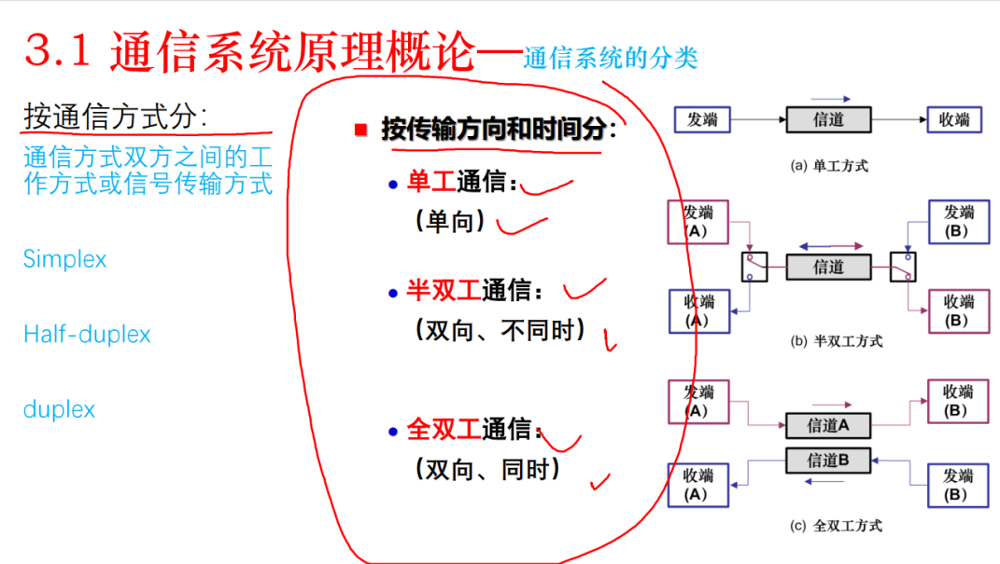 3.1 通信系统原理概论—通信系统的分类
按通信方式分:
通信方式双方之间的工
作方式或信号传输方式
Simplex
Half-duplex
duplex
按传输方向和时间分:
单工通信:
(单向)
半双工通信:
(双向、不同时)
全双工通信:
(双向、同时)
发端
信道
收端
(a) 单工方式
发端
(A)
发端
(B)
信道
收端
(A)
收端
(B)
(b) 半双工方式
发端
(A)
收端
(B)
信道A
信道B
收端
(A)
发端
(B)
(c) 全双工方式